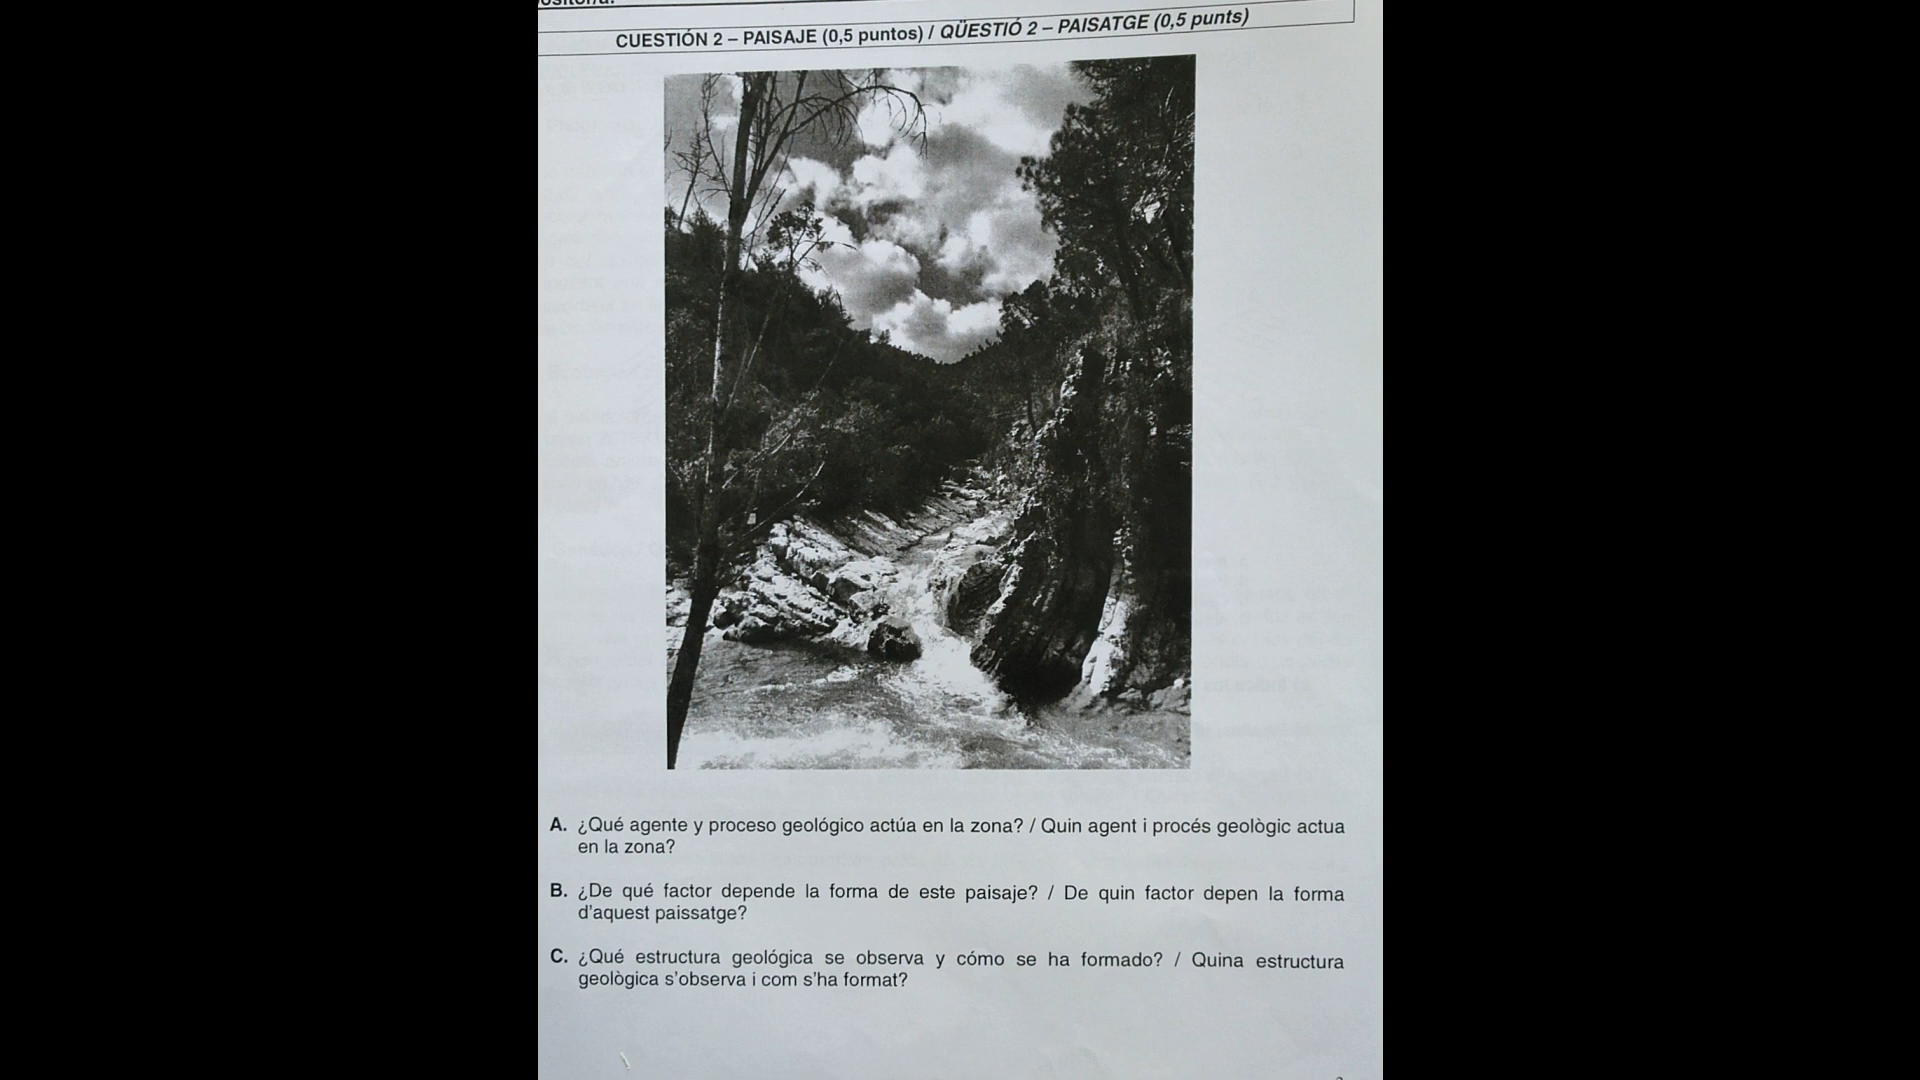 CUESTIÓN 2 – PAISAJE (0,5 puntos) / QÜESTIÓ 2 – PAISATGE (0,5 punts)
A. ¿Qué agente y proceso geológico actúa en la zona? / Quin agent i procés geològic actua
en la zona?
B. ¿De qué factor depende la forma de este paisaje? / De quin factor depen la forma
d'aquest paissatge?
C. ¿Qué estructura geológica se observa y cómo se ha formado? / Quina estructura
geològica s'observa i com s'ha format?